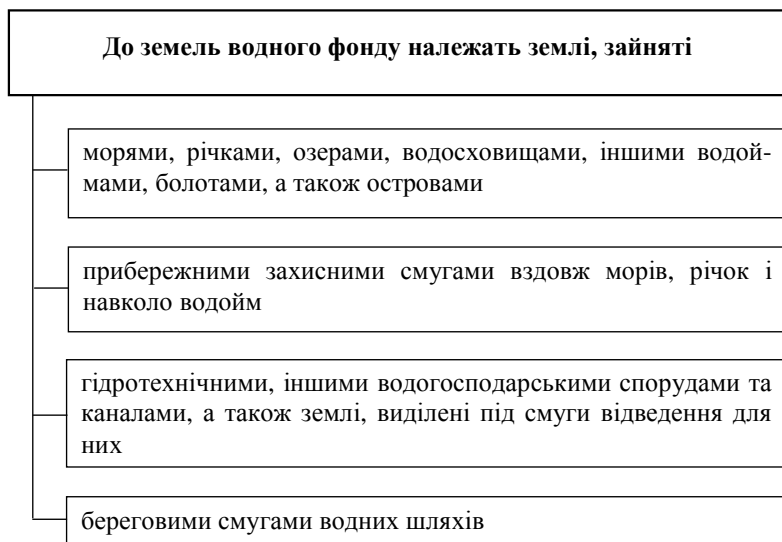 До земель водного фонду належать землі, зайняті
морями, річками, озерами, водосховищами, іншими водой-
мами, болотами, а також островами
прибережними захисними смугами вздовж морів, річок і
навколо водойм
гідротехнічними, іншими водогосподарськими спорудами та
каналами, а також землі, виділені під смуги відведення для
них
береговими смугами водних шляхів